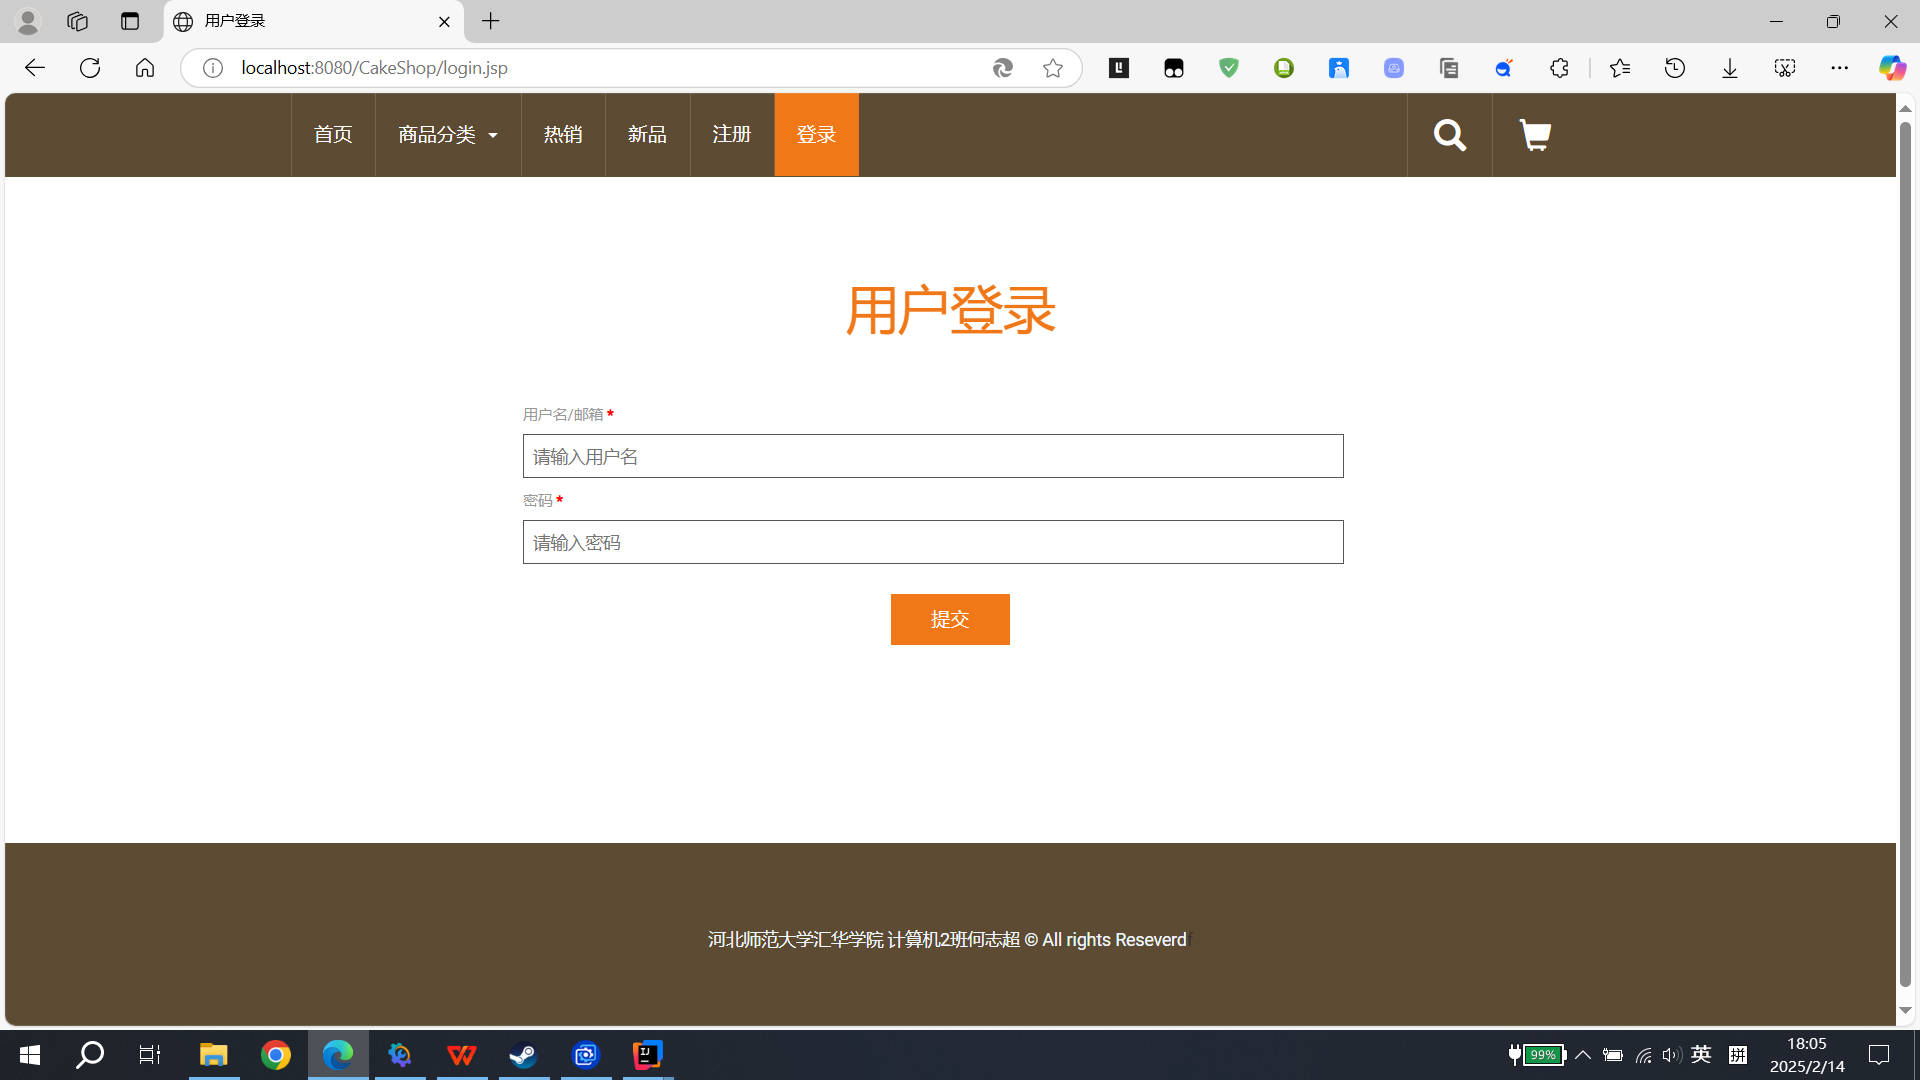 用户登录
localhost:8080/CakeShop/login.jsp
首页 商品分类 热销 新品 注册 登录
用户登录
用户名/邮箱 *
请输入用户名
密码 *
请输入密码
提交
河北师范大学汇华学院 计算机2班何志超 © All rights Reseverd
99%
英
拼
18:05
2025/2/14